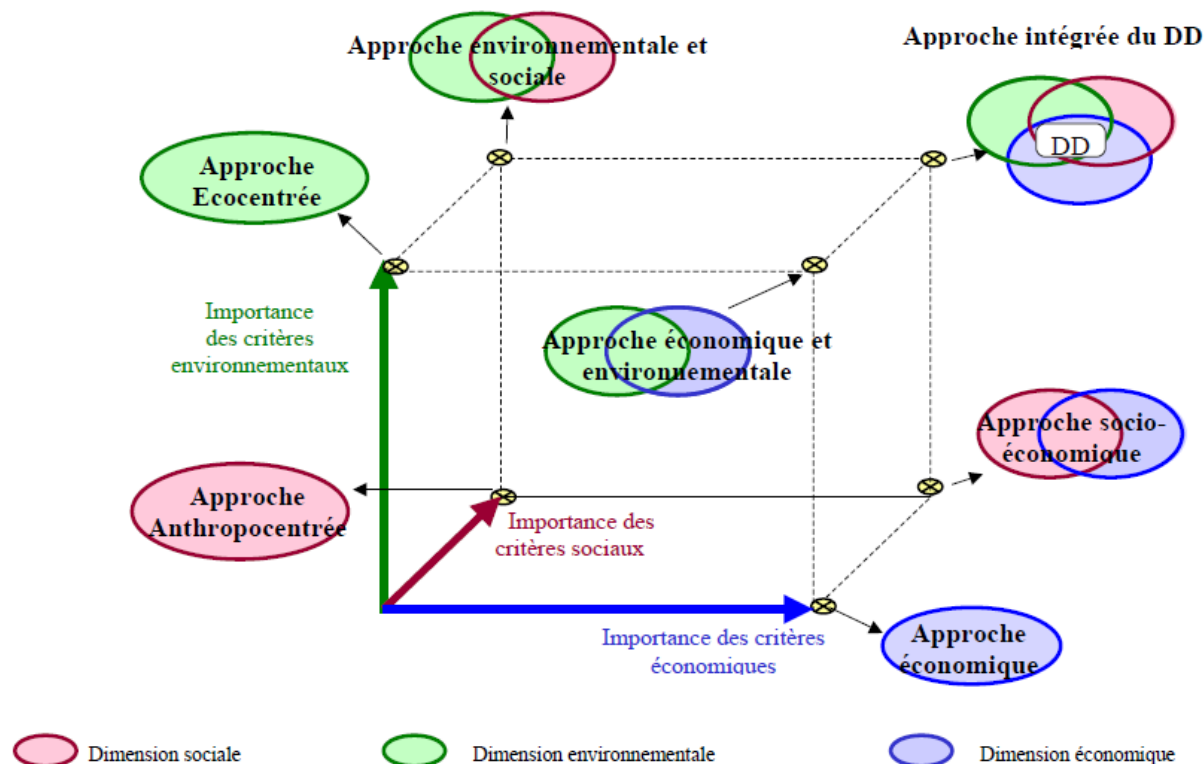 Approche environnementale et
sociale
Approche intégrée du DD
DD
Approche
Ecocentrée
Importance
des critères
environnementaux
Approche économique et
environnementale
Approche socio-
économique
Approche
Anthropocentrée
Importance des
critères sociaux
Importance des critères
économiques
Approche
économique
Dimension sociale
Dimension environnementale
Dimension économique